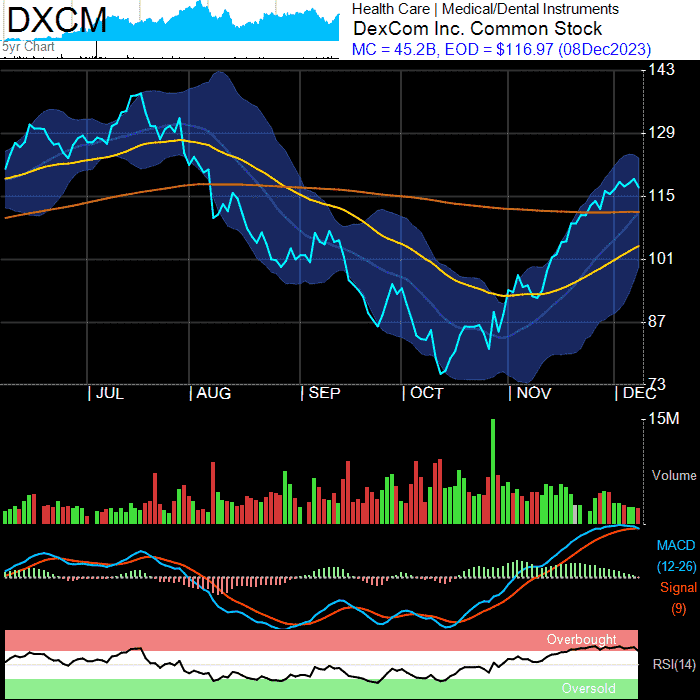 DXCM
5yr Chart
Health Care | Medical/Dental Instruments
DexCom Inc. Common Stock
MC = 45.2B, EOD = $116.97 (08Dec2023)
143
129
115
101
87
73
| JUL | AUG | SEP | OCT | NOV | DEC
15M
Volume
MACD
(12-26)
Signal
(9)
Overbought
RSI(14)
Oversold